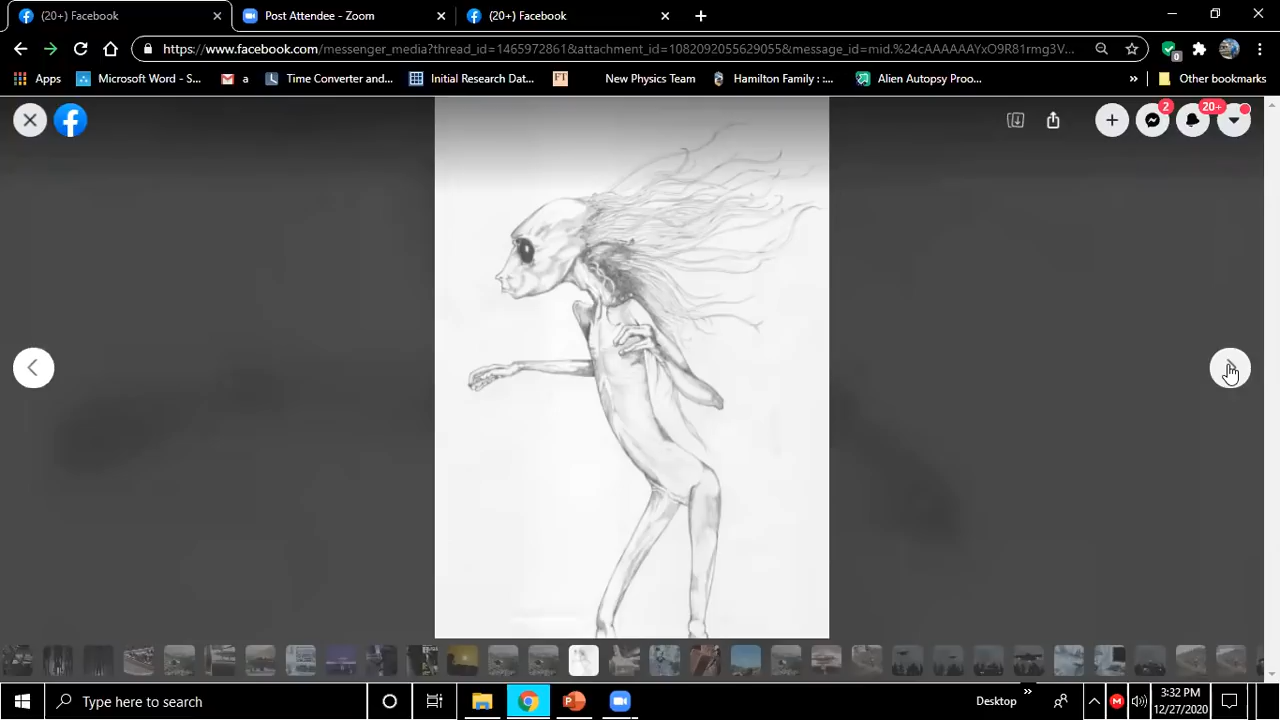 (20+) Facebook
Post Attendee - Zoom
(20+) Facebook
https://www.facebook.com/messenger_media?thread_id=1465972861&attachment_id=1082092055629055&message_id=mid.%24cAAAAAAYxO9R81rmg3V...
0
Apps
Microsoft Word - S...
a
Time Converter and...
Initial Research Dat...
FT
New Physics Team
Hamilton Family : :...
Alien Autopsy Proo...
»
Other bookmarks
2
20+
Type here to search
Desktop
»
3:32 PM
12/27/2020